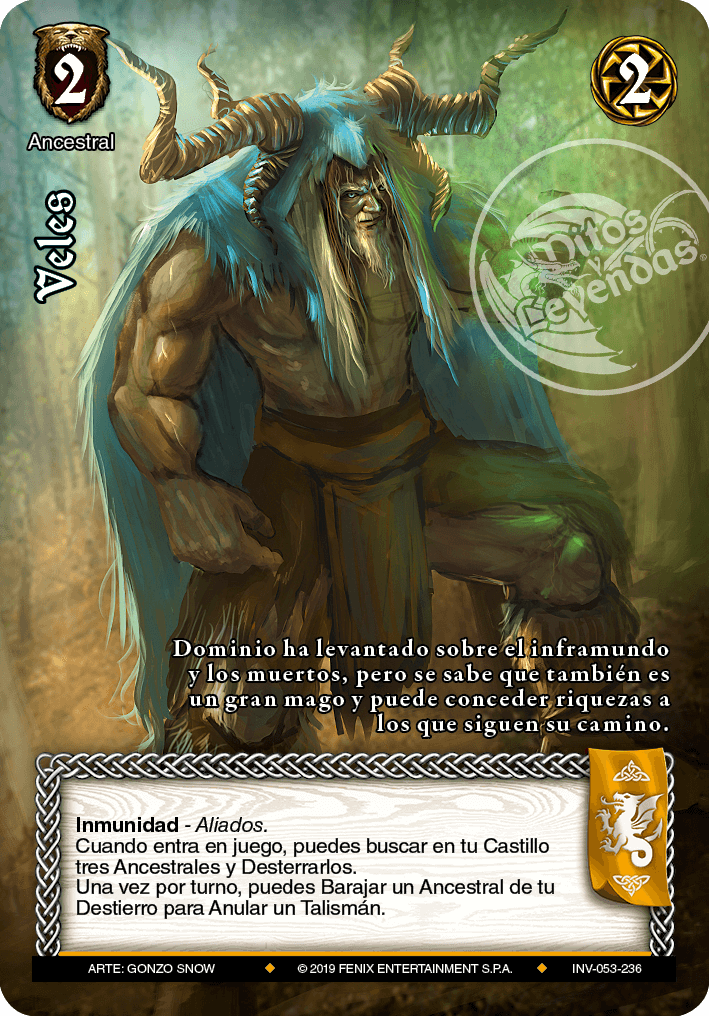 2
2
Ancestral
Veles
Mitos
y
Leyendas
Dominio ha levantado sobre el inframundo
y los muertos, pero se sabe que también es
un gran mago y puede conceder riquezas a
los que siguen su camino.
Inmunidad - Aliados.
Cuando entra en juego, puedes buscar en tu Castillo
tres Ancestrales y Desterrarlos.
Una vez por turno, puedes Barajar un Ancestral de tu
Destierro para Anular un Talismán.
ARTE: GONZO SNOW ◆ © 2019 FENIX ENTERTAINMENT S.P.A. ◆ INV-053-236